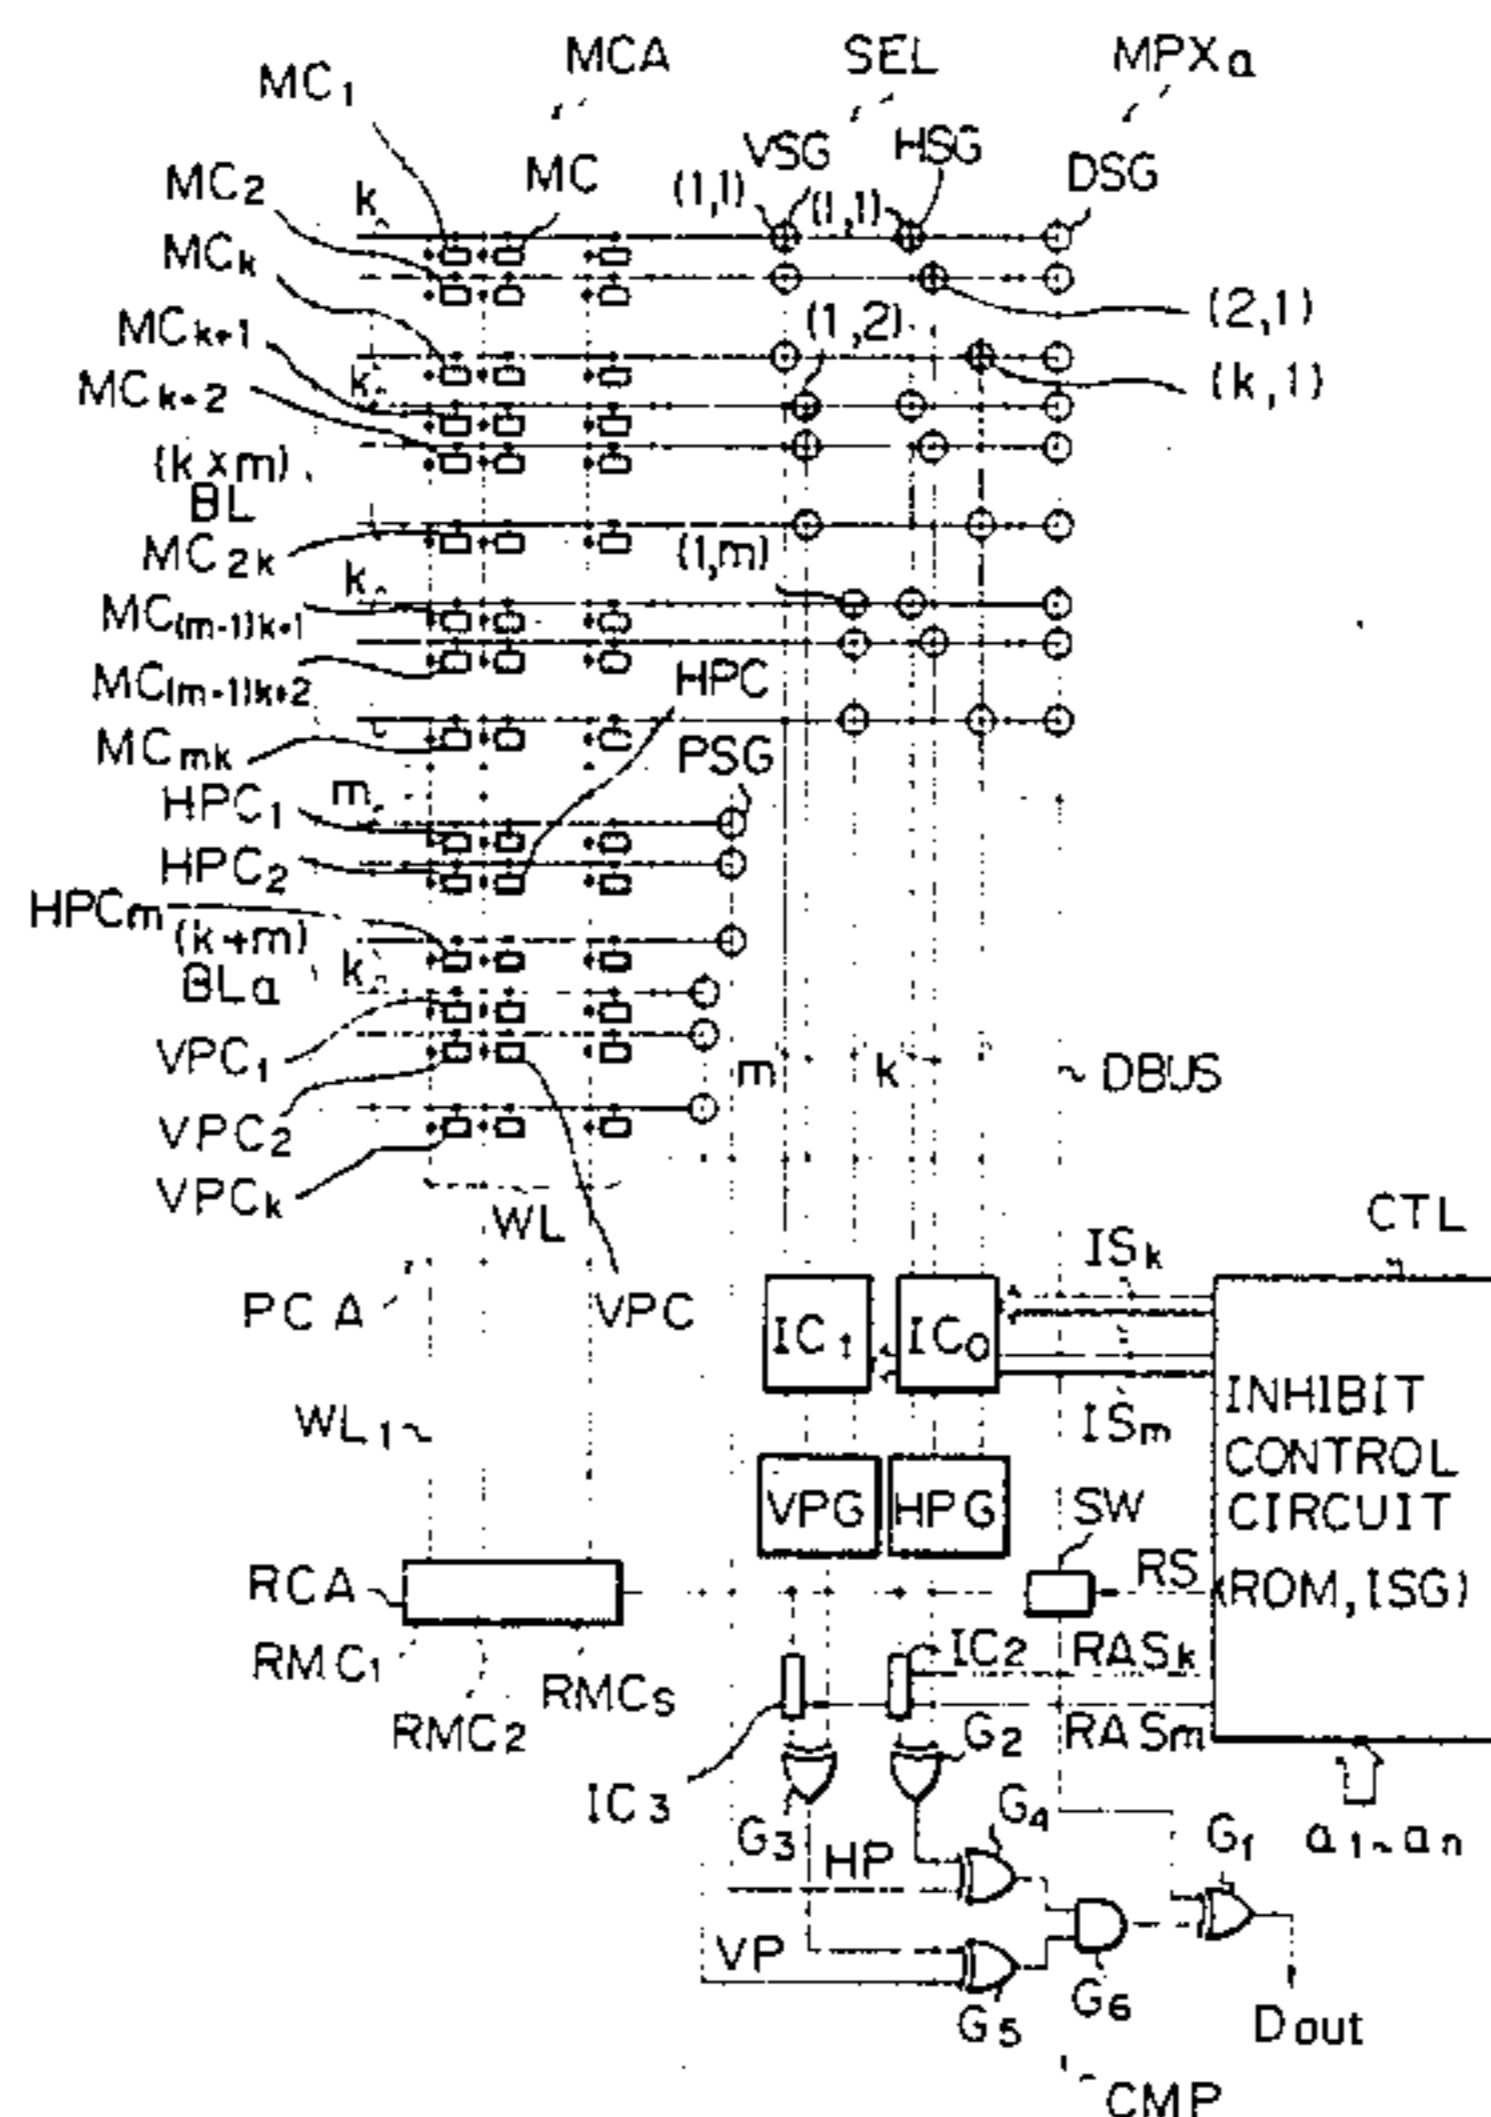 MCA SEL MPXa
MC1
VSG HSG
MC2 k MC (1,1) (1,1) DSG
MCk
MCk+1 (1,2) (2,1)
MCk+2 k (k,1)
(k×m)
BL
MC2k (1,m)
k
MC(m-1)k+1
MC(m-1)k+2 HPC
MCmk PSG
HPC1 m
HPC2
HPCm (k+m)
BLa k
VPC1 m k ~ DBUS
VPC2
VPCk WL
CTL
ISk
PCA VPC IC1 IC0
WL1~ ISm INHIBIT
CONTROL
VPG HPG SW CIRCUIT
RCA RS (ROM, ISG)
RMC1 RMCs IC2 RASk
RMC2 G2 RASm
IC3 G3 HP G4 G1 a1~an
VP G5 G6 Dout
CMP